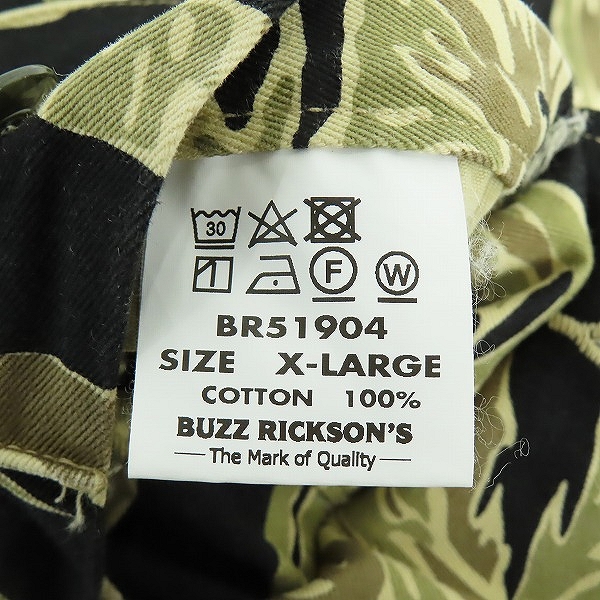 30
F W
BR51904
SIZE X-LARGE
COTTON 100%
BUZZ RICKSON'S
The Mark of Quality